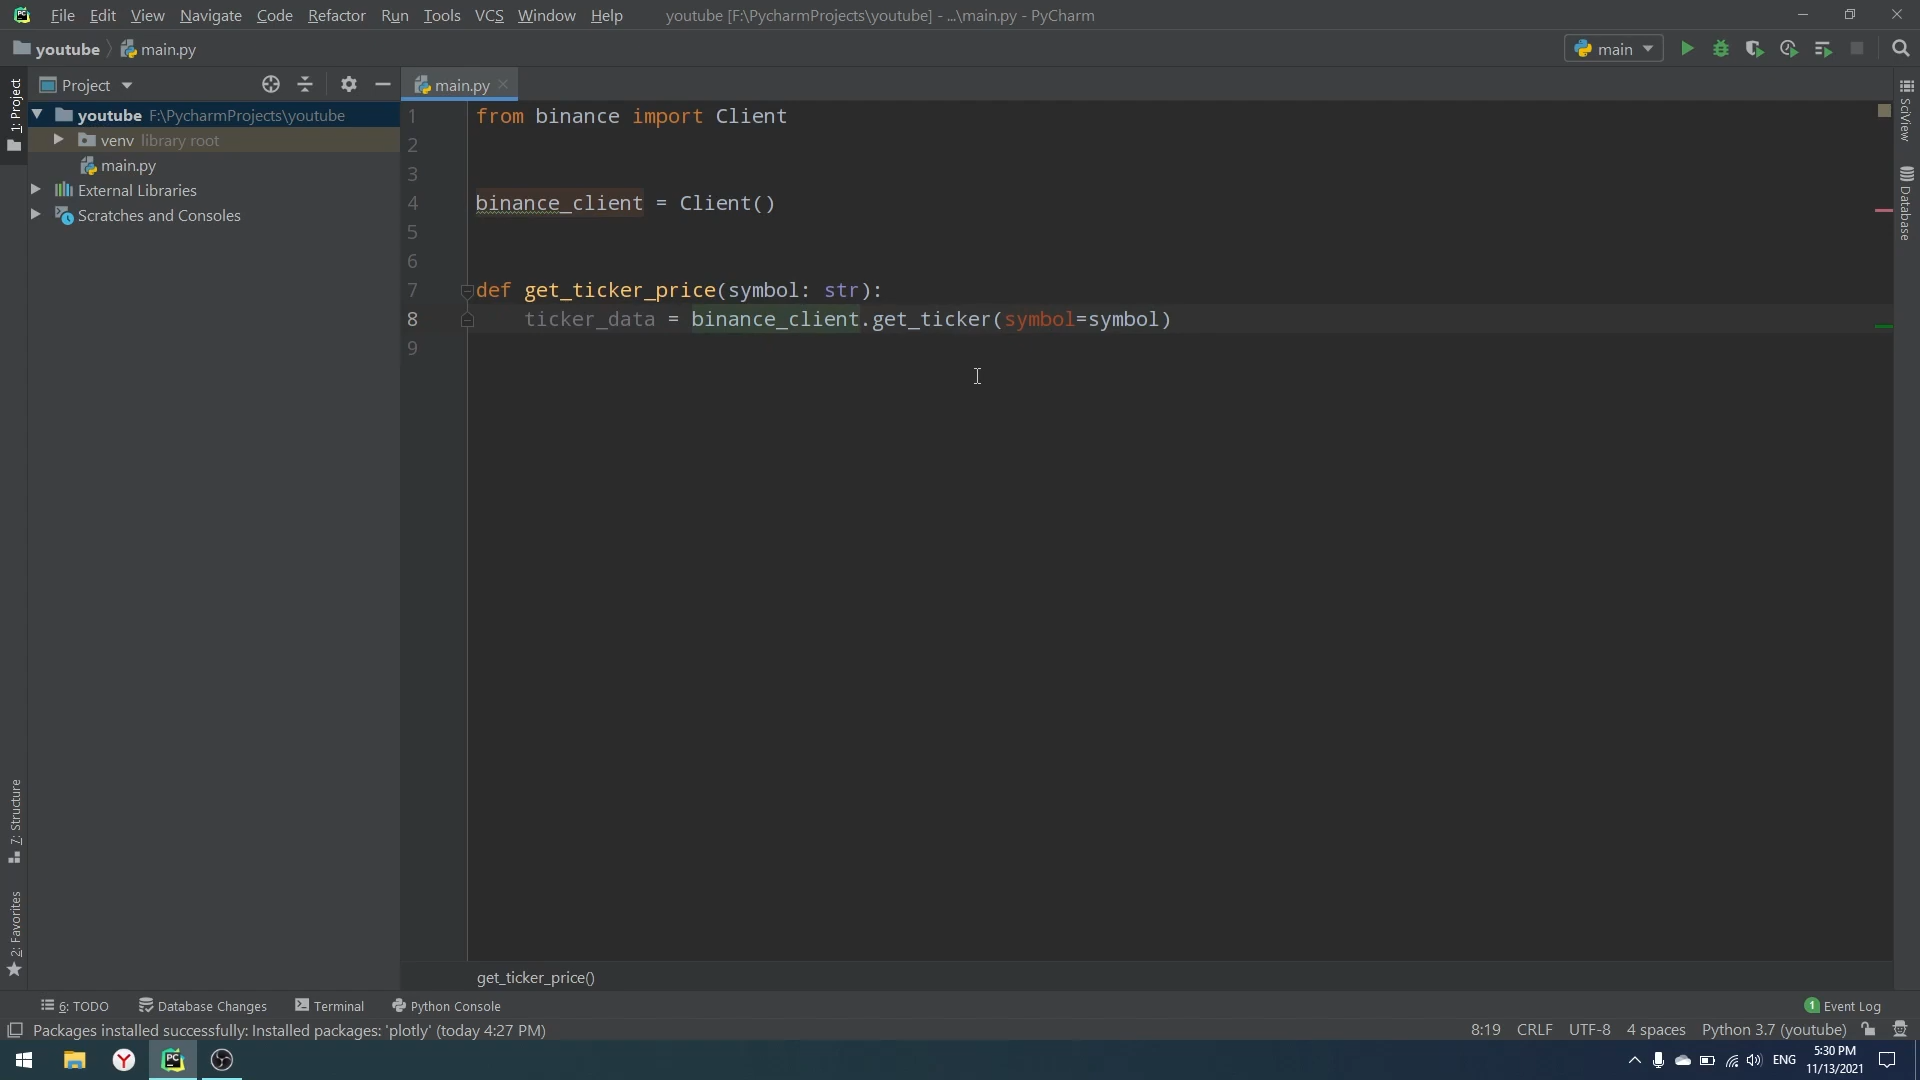 File Edit View Navigate Code Refactor Run Tools VCS Window Help youtube [F:\PycharmProjects\youtube] - ...\main.py - PyCharm
youtube main.py
main
1: Project
Project
main.py
youtube F:\PycharmProjects\youtube
venv library root
main.py
External Libraries
Scratches and Consoles
1 from binance import Client
2
3
4 binance_client = Client()
5
6
7 def get_ticker_price(symbol: str):
8 ticker_data = binance_client.get_ticker(symbol=symbol)
9
SciView
Database
7: Structure
2: Favorites
get_ticker_price()
6: TODO Database Changes Terminal Python Console
1 Event Log
Packages installed successfully: Installed packages: 'plotly' (today 4:27 PM)
8:19 CRLF UTF-8 4 spaces Python 3.7 (youtube)
PC
ENG
5:30 PM
11/13/2021